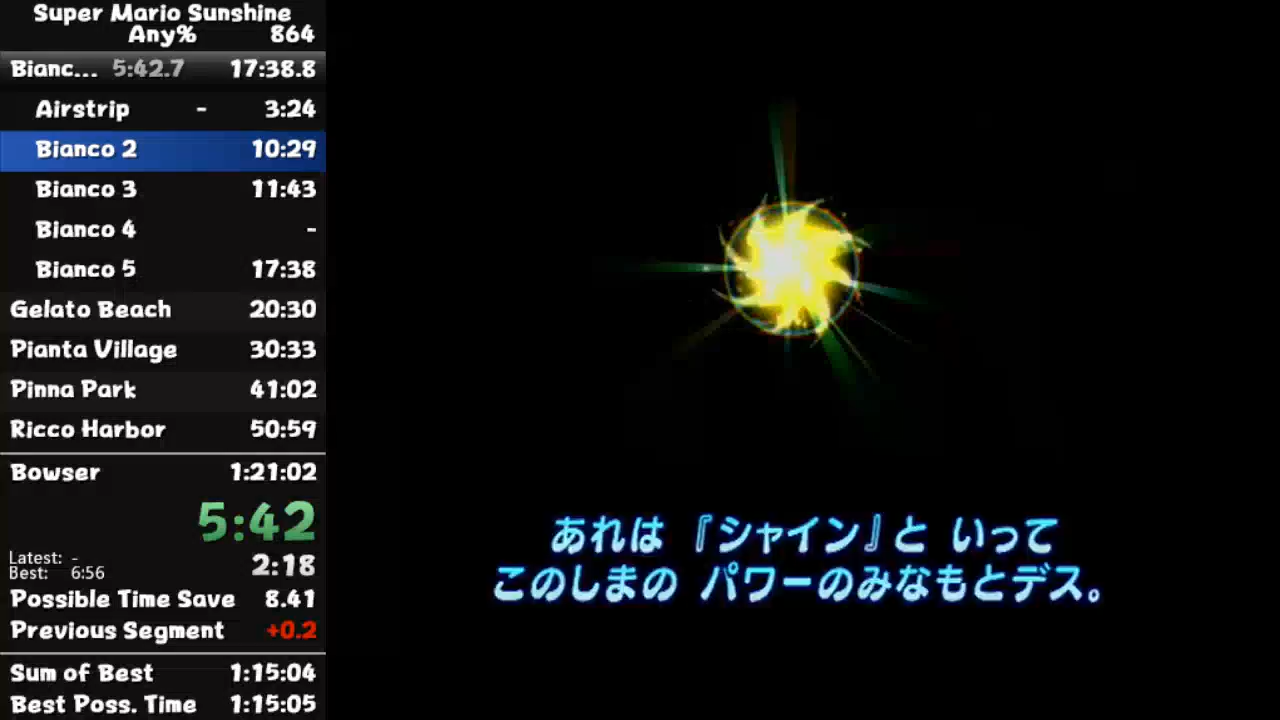 Super Mario Sunshine
Any% 864
Bianc... 5:42.7 17:38.8
Airstrip - 3:24
Bianco 2 10:29
Bianco 3 11:43
Bianco 4 -
Bianco 5 17:38
Gelato Beach 20:30
Pianta Village 30:33
Pinna Park 41:02
Ricco Harbor 50:59
Bowser 1:21:02
5:42
Latest: -
Best: 6:56 2:18
Possible Time Save 8.41
Previous Segment +0.2
Sum of Best 1:15:04
Best Poss. Time 1:15:05
あれは 『シャイン』と いって
このしまの パワーのみなもとデス。